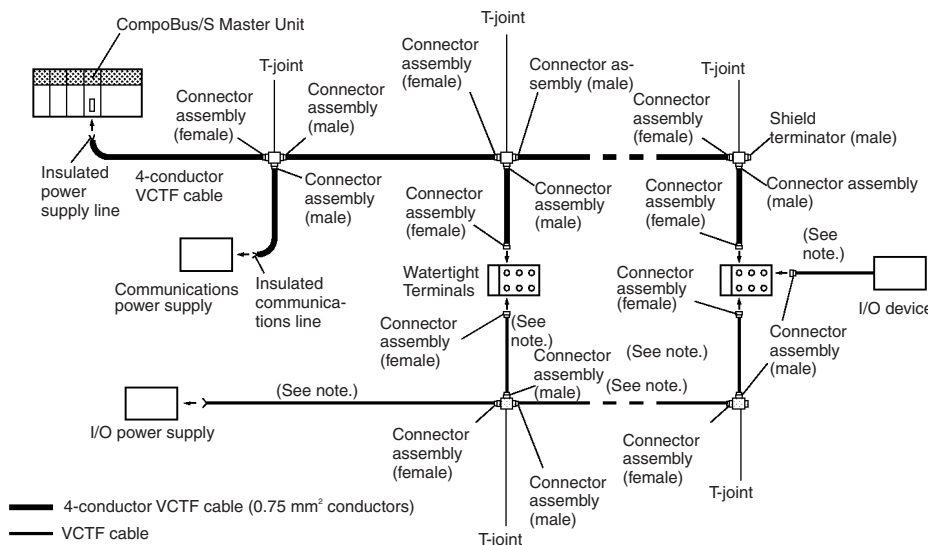 CompoBus/S Master Unit
T-joint
Connector
assembly
(female)
Connector as-
sembly (male)
T-joint
Connector
assembly
(female)
Connector
assembly
(male)
T-joint
Connector
assembly
(female)
Shield
terminator (male)
Insulated
power
supply line
4-conductor
VCTF cable
Connector
assembly
(male)
Connector
assembly
(female)
Connector
assembly
(male)
Connector
assembly
(female)
Connector assembly
(male)
(See
note.)
Communications
power supply
Insulated
communica-
tions line
Watertight
Terminals
Connector
assembly
(female)
I/O device
Connector
assembly
(female)
(See
note.)
(See note.)
Connector
assembly
(male)
Connector
assembly
(male)
(See note.)
(See note.)
I/O power supply
Connector
assembly
(female)
Connector
assembly
(male)
Connector
assembly
(female)
T-joint
T-joint
4-conductor VCTF cable (0.75 mm² conductors)
VCTF cable